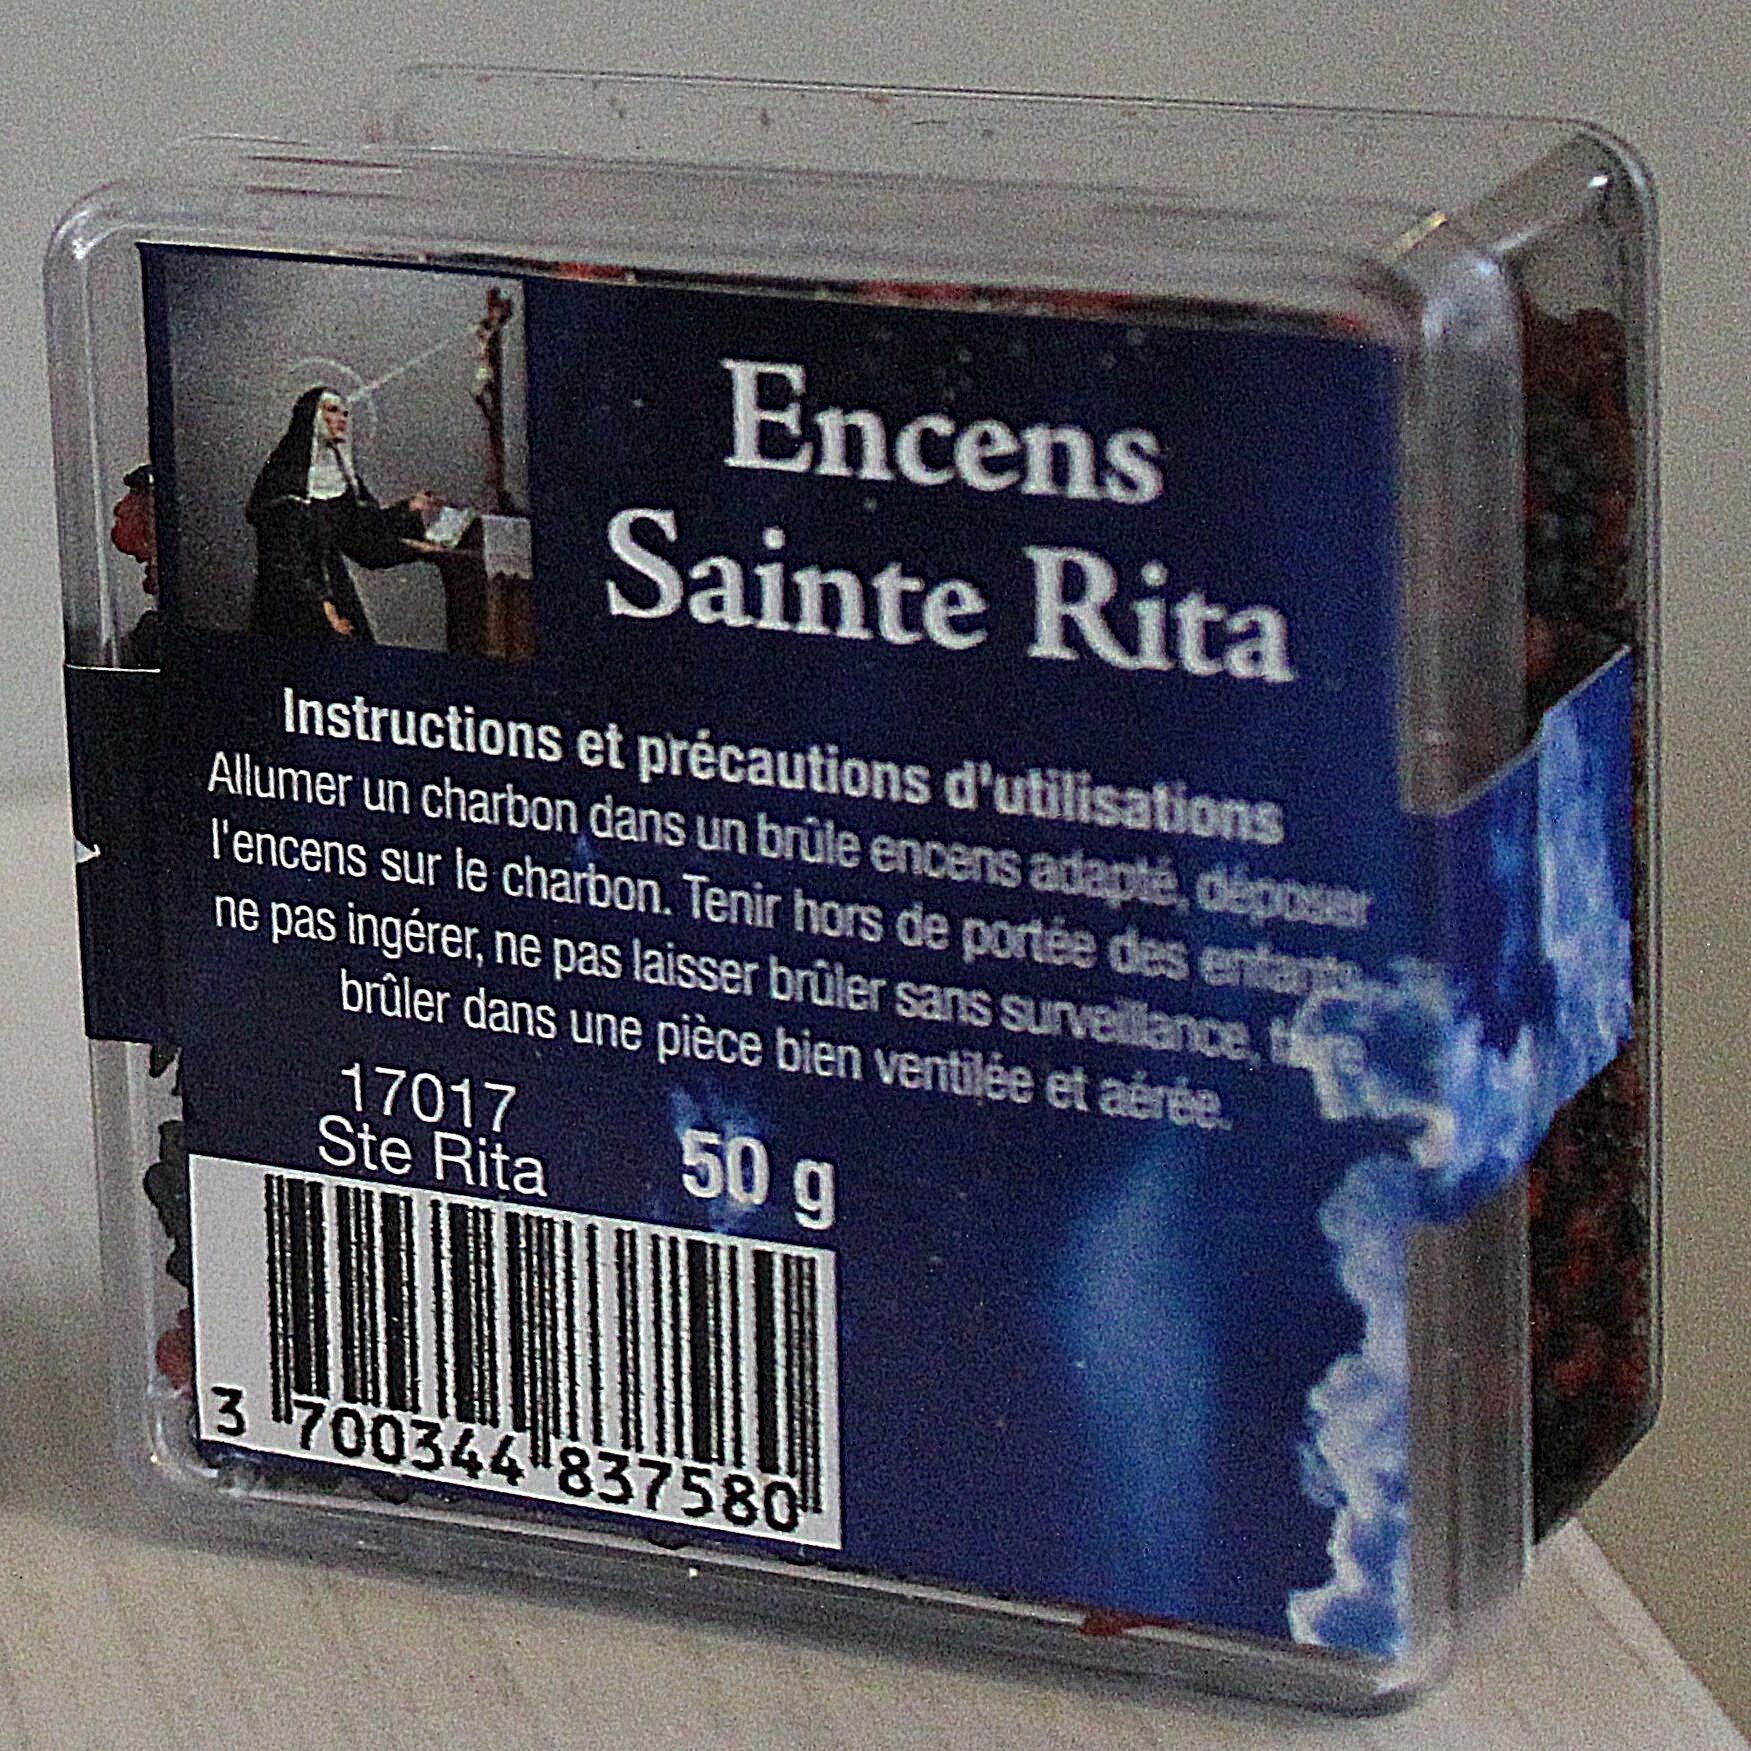 Encens
Sainte Rita
Instructions et précautions d'utilisations
Allumer un charbon dans un brûle encens adapté, déposer
l'encens sur le charbon. Tenir hors de portée des enfants,
ne pas ingérer, ne pas laisser brûler sans surveillance,
brûler dans une pièce bien ventilée et aérée.
17017
Ste Rita
50 g
3 700344 837580